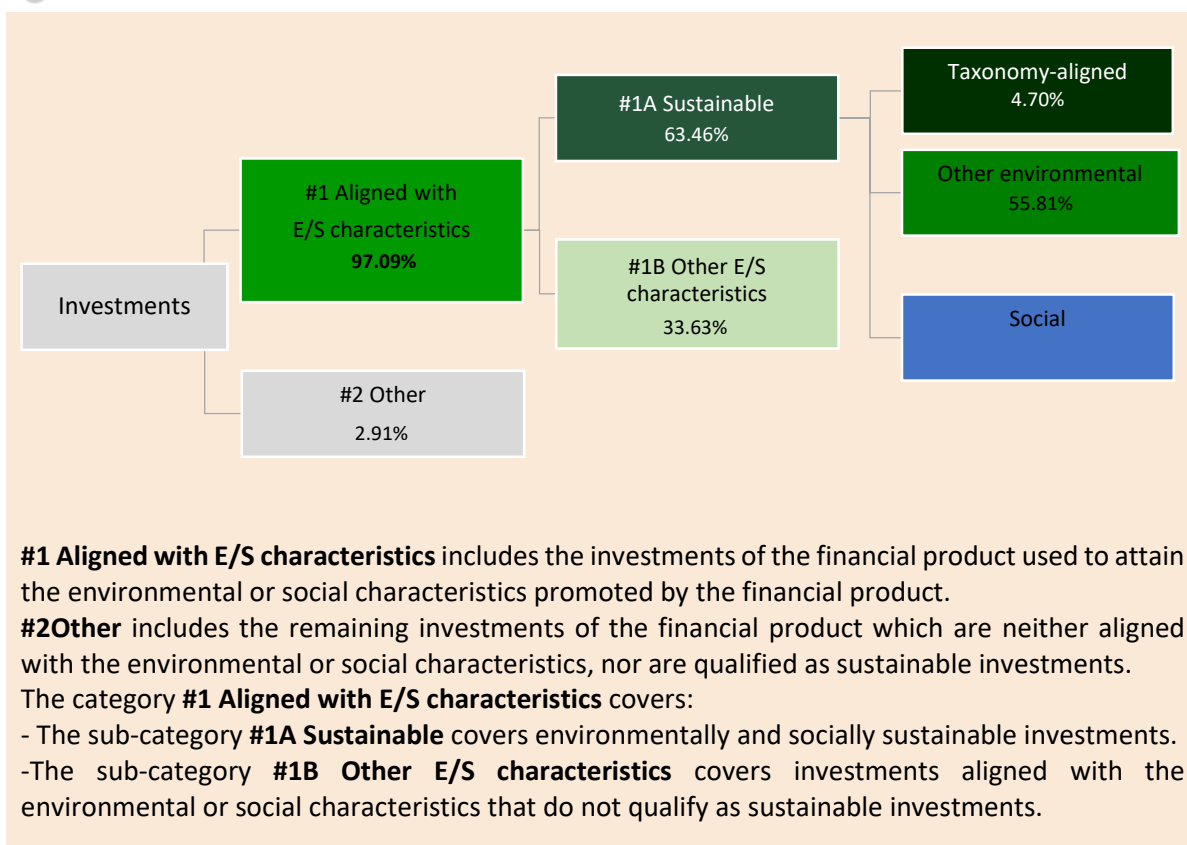 Investments
#1 Aligned with
E/S characteristics
97.09%
#2 Other
2.91%
#1A Sustainable
63.46%
#1B Other E/S
characteristics
33.63%
Taxonomy-aligned
4.70%
Other environmental
55.81%
Social
#1 Aligned with E/S characteristics includes the investments of the financial product used to attain
the environmental or social characteristics promoted by the financial product.
#2Other includes the remaining investments of the financial product which are neither aligned
with the environmental or social characteristics, nor are qualified as sustainable investments.
The category #1 Aligned with E/S characteristics covers:
- The sub-category #1A Sustainable covers environmentally and socially sustainable investments.
-The sub-category #1B Other E/S characteristics covers investments aligned with the
environmental or social characteristics that do not qualify as sustainable investments.